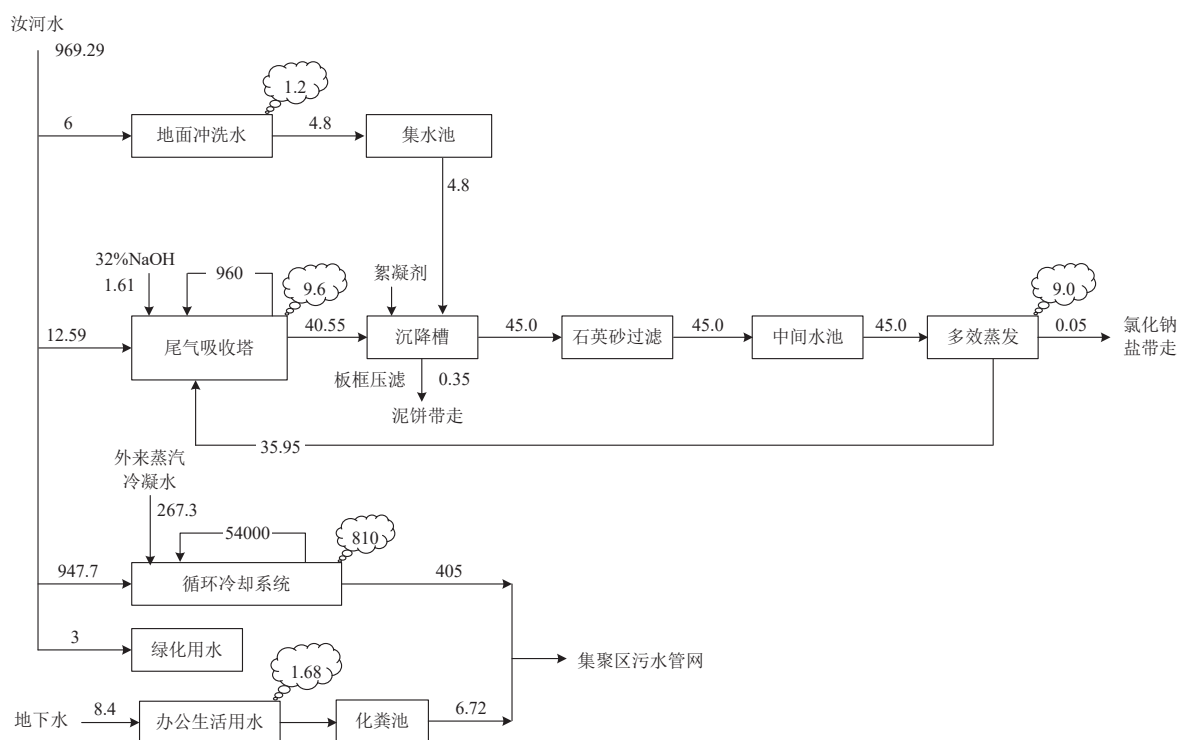 汝河水
969.29
1.2
6
地面冲洗水
4.8
集水池
4.8
32%NaOH
1.61
960
9.6
絮凝剂
9.0
12.59
尾气吸收塔
40.55
沉降槽
45.0
石英砂过滤
45.0
中间水池
45.0
多效蒸发
0.05
氯化钠
盐带走
板框压滤
0.35
泥饼带走
35.95
外来蒸汽
冷凝水
267.3
54000
810
947.7
循环冷却系统
405
3
绿化用水
集聚区污水管网
1.68
地下水
8.4
办公生活用水
化粪池
6.72